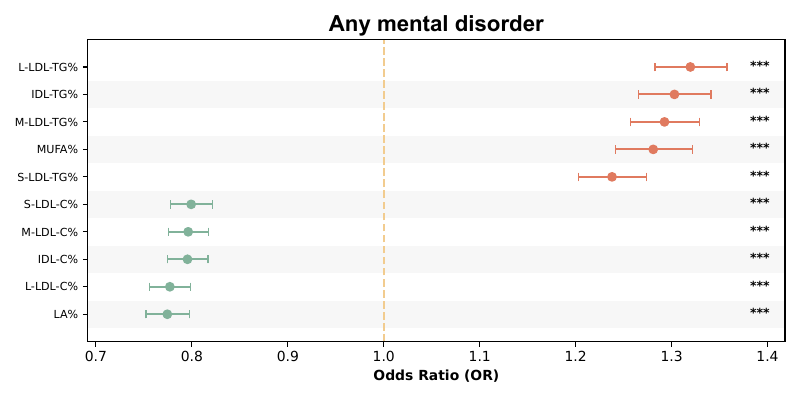 Any mental disorder
L-LDL-TG% ***
IDL-TG% ***
M-LDL-TG% ***
MUFA% ***
S-LDL-TG% ***
S-LDL-C% ***
M-LDL-C% ***
IDL-C% ***
L-LDL-C% ***
LA% ***
0.7 0.8 0.9 1.0 1.1 1.2 1.3 1.4
Odds Ratio (OR)